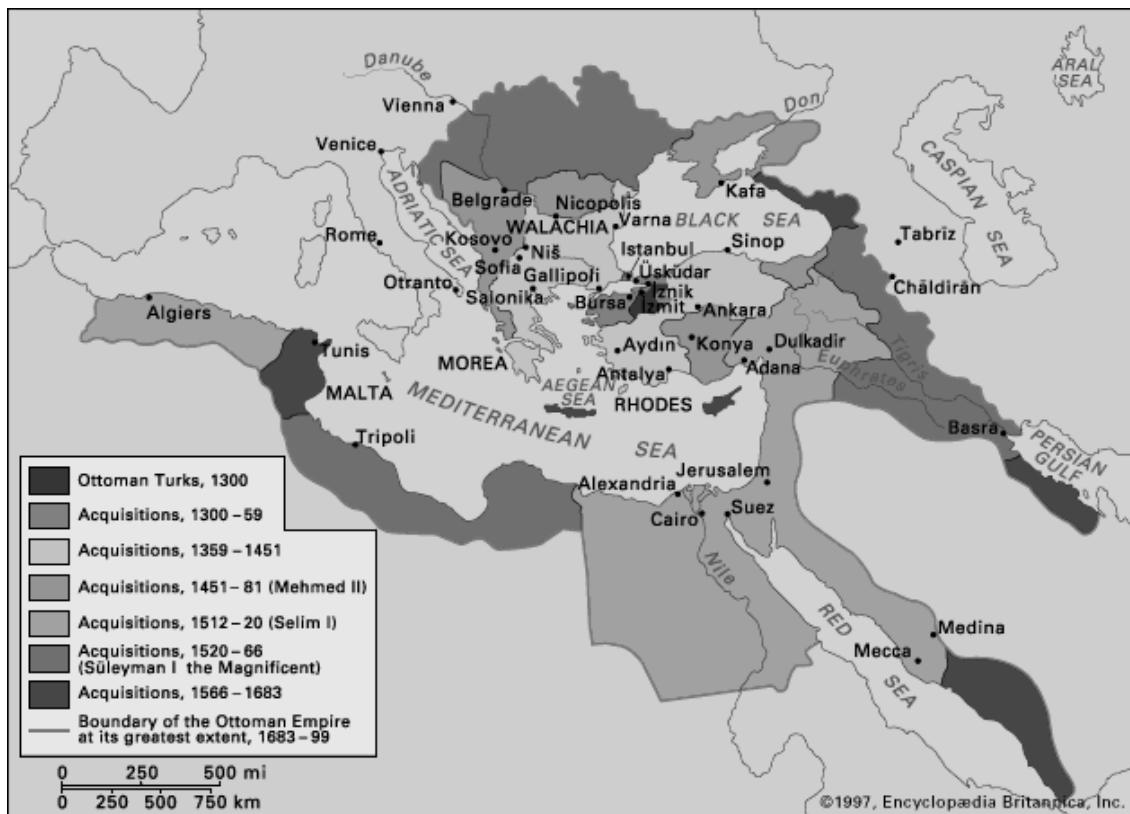 Danube
Vienna
Venice
ADRIATIC SEA
Rome
Otranto
Belgrade
Nicopolis
WALACHIA
Varna
Kosovo
Niš
Sofia
Gallipoli
Salonika
Istanbul
Üsküdar
İznik
İzmit
Bursa
Ankara
BLACK SEA
Kafa
Sinop
Don
ARAL
SEA
CASPIAN
SEA
Tabrīz
Chāldirān
Algiers
Tunis
MALTA
MOREA
Aydın
Konya
Dulkadir
Antalya
Adana
AEGEAN
SEA
RHODES
Tigris
Euphrates
MEDITERRANEAN
SEA
Tripoli
Basra
PERSIAN
GULF
Jerusalem
Alexandria
Cairo
Suez
Nile
RED
SEA
Medina
Mecca
Ottoman Turks, 1300
Acquisitions, 1300–59
Acquisitions, 1359–1451
Acquisitions, 1451–81 (Mehmed II)
Acquisitions, 1512–20 (Selim I)
Acquisitions, 1520–
66
(Süleyman I the Magnificent)
Acquisitions, 1566–1683
Boundary of the Ottoman Empire
at its greatest extent, 1683–99
0 250 500 mi
0 250 500 750 km
©1997, Encyclopædia Britannica, Inc.